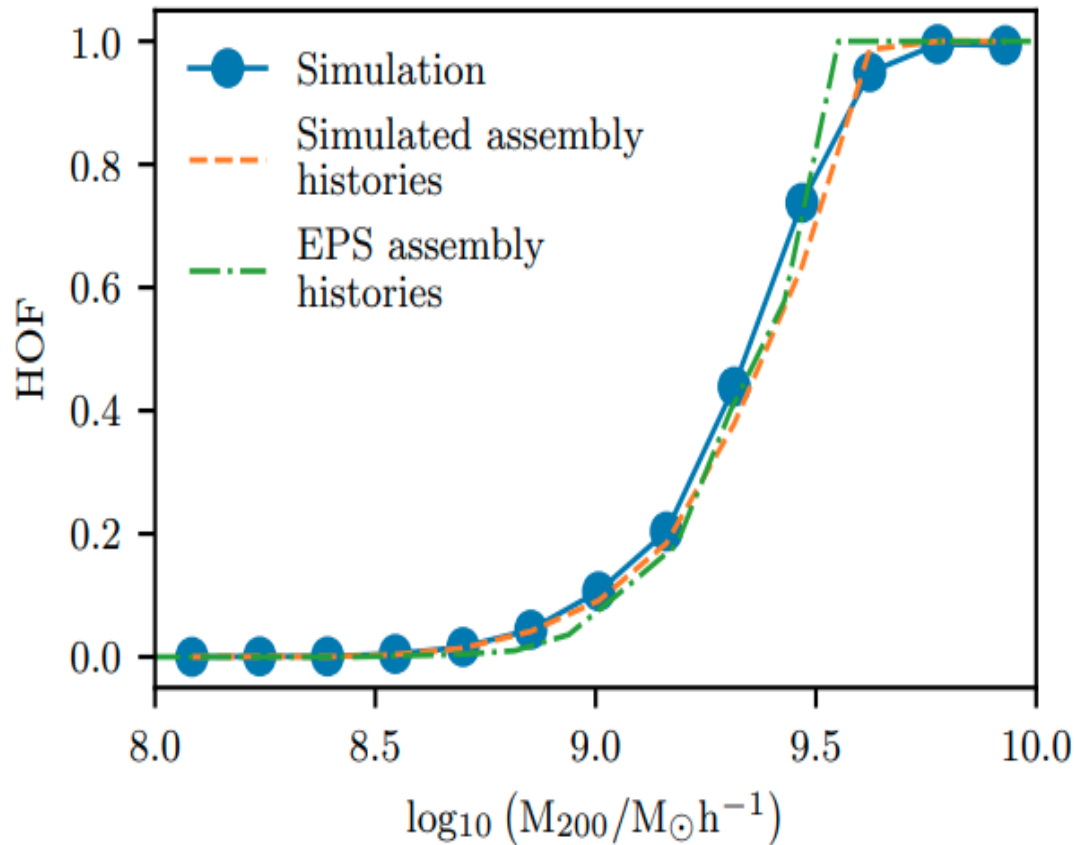 1.0
0.8
0.6
0.4
0.2
0.0
HOF
Simulation
Simulated assembly
histories
EPS assembly
histories
8.0 8.5 9.0 9.5 10.0
log₁₀ (M₂₀₀/M☉h⁻¹)